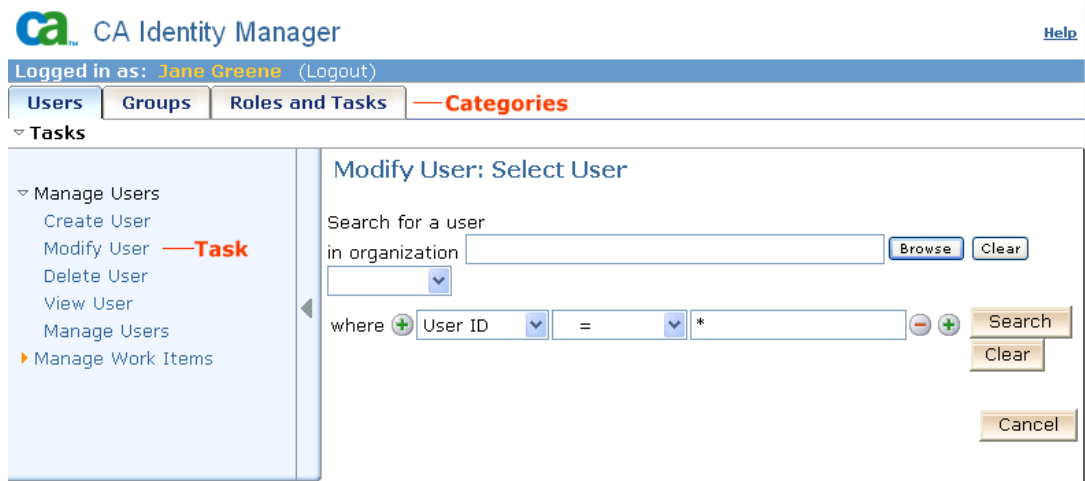 ca™ CA Identity Manager
Help
Logged in as: Jane Greene (Logout)
Users Groups Roles and Tasks Categories
Tasks
Modify User: Select User
Manage Users
Create User
Search for a user
Modify User Task
in organization Browse Clear
Delete User
View User
where User ID = * Search
Manage Users
Manage Work Items
Clear
Cancel